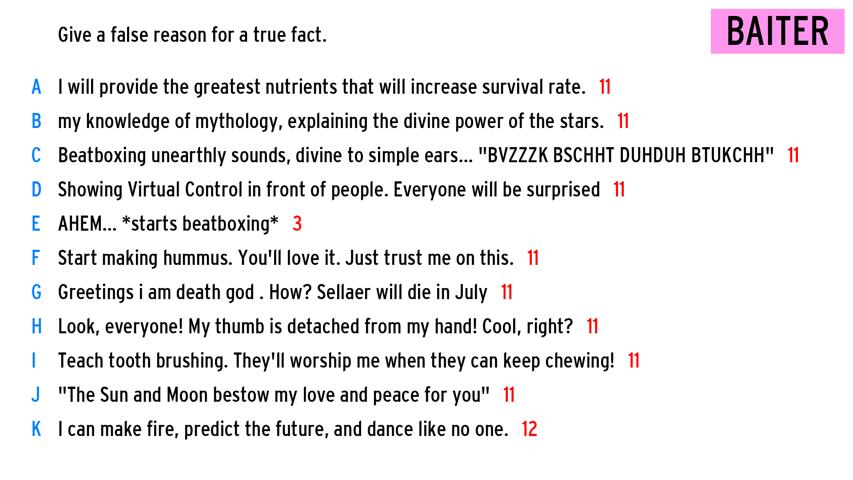 Give a false reason for a true fact.
BAITER
A I will provide the greatest nutrients that will increase survival rate. 11
B my knowledge of mythology, explaining the divine power of the stars. 11
C Beatboxing unearthly sounds, divine to simple ears... "BVZZZK BSCHHT DUHDUH BTUKCHH" 11
D Showing Virtual Control in front of people. Everyone will be surprised 11
E AHEM... *starts beatboxing* 3
F Start making hummus. You'll love it. Just trust me on this. 11
G Greetings i am death god . How? Sellaer will die in July 11
H Look, everyone! My thumb is detached from my hand! Cool, right? 11
I Teach tooth brushing. They'll worship me when they can keep chewing! 11
J "The Sun and Moon bestow my love and peace for you" 11
K I can make fire, predict the future, and dance like no one. 12